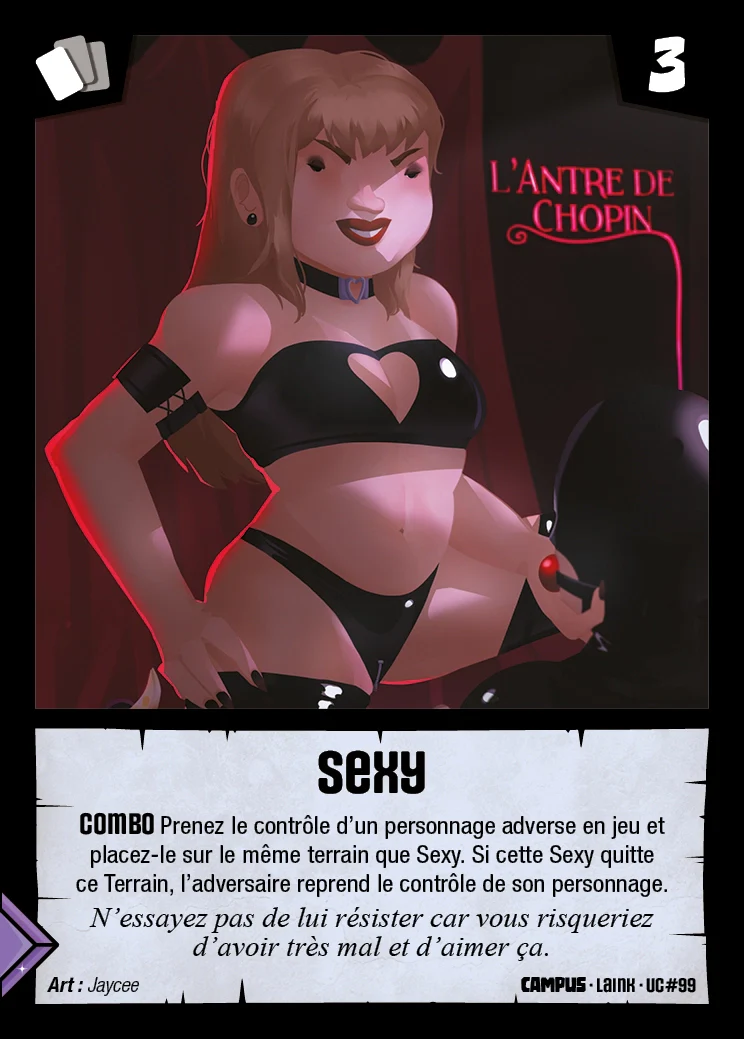 3
L'ANTRE DE
CHOPIN
sexy
COMBO Prenez le contrôle d'un personnage adverse en jeu et
placez-le sur le même terrain que Sexy. Si cette Sexy quitte
ce Terrain, l'adversaire reprend le contrôle de son personnage.
N'essayez pas de lui résister car vous risqueriez
d'avoir très mal et d'aimer ça.
Art : Jaycee
CAMPUS · Laink · UC#99